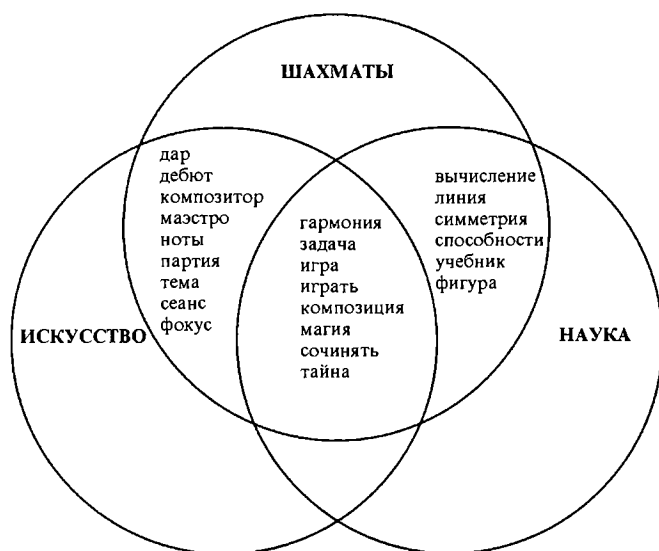 ШАХМАТЫ
дар
дебют
композитор
маэстро
ноты
партия
тема
сеанс
фокус
гармония
задача
игра
играть
композиция
магия
сочинять
тайна
вычисление
линия
симметрия
способности
учебник
фигура
ИСКУССТВО
НАУКА